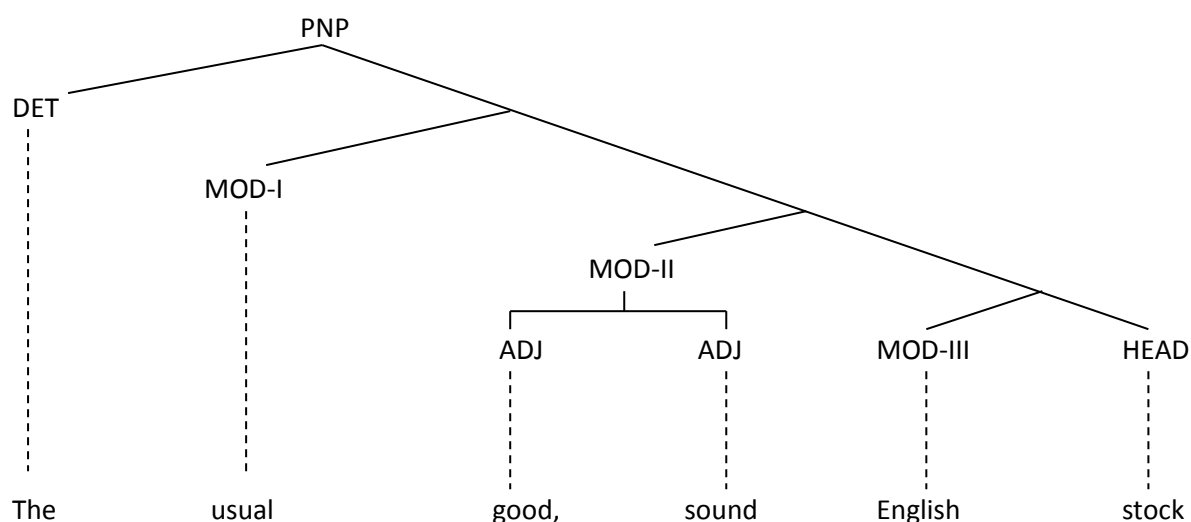 PNP
DET
MOD-I
MOD-II
ADJ ADJ MOD-III HEAD
The usual good, sound English stock